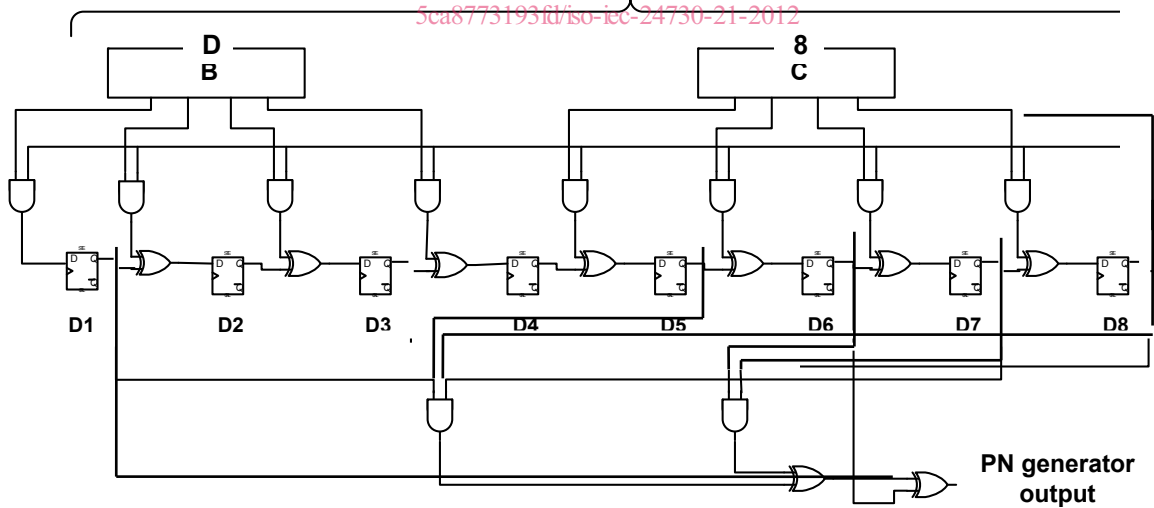 5ca8773193fd/iso-iec-24730-21-2012
D 8
B C
D Q D Q D Q D Q D Q D Q D Q D Q
Q Q Q Q Q Q Q Q
D1 D2 D3 D4 D5 D6 D7 D8
PN generator
output